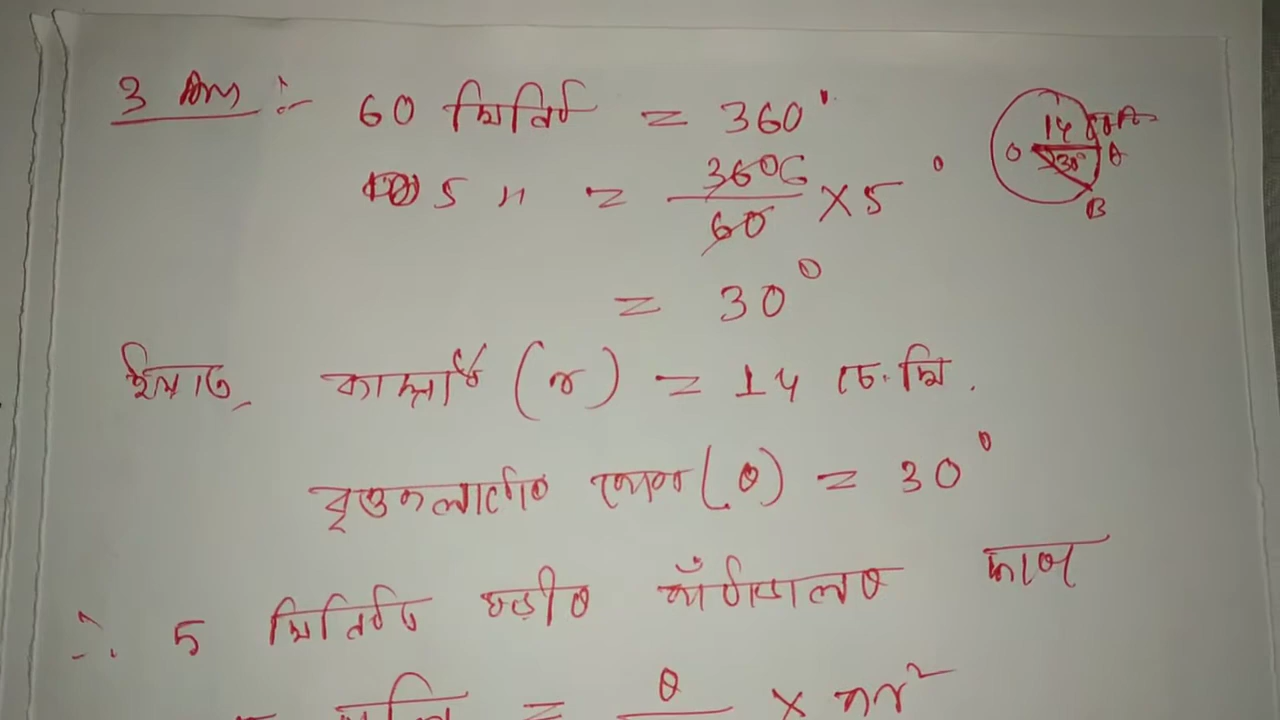 3 Ans :-  60 মিনিট = 360°
5 " = 360° / 60 × 5
= 30°
14
O 30° A
B
ইয়াত, ব্যাসাৰ্ধ (r) = 14 চে.মি.
বৃত্তকলাটোৰ কোণ (θ) = 30°
∴ 5 মিনিটত ঘড়ীৰ কাঁটাডালৰ
= θ × πr²